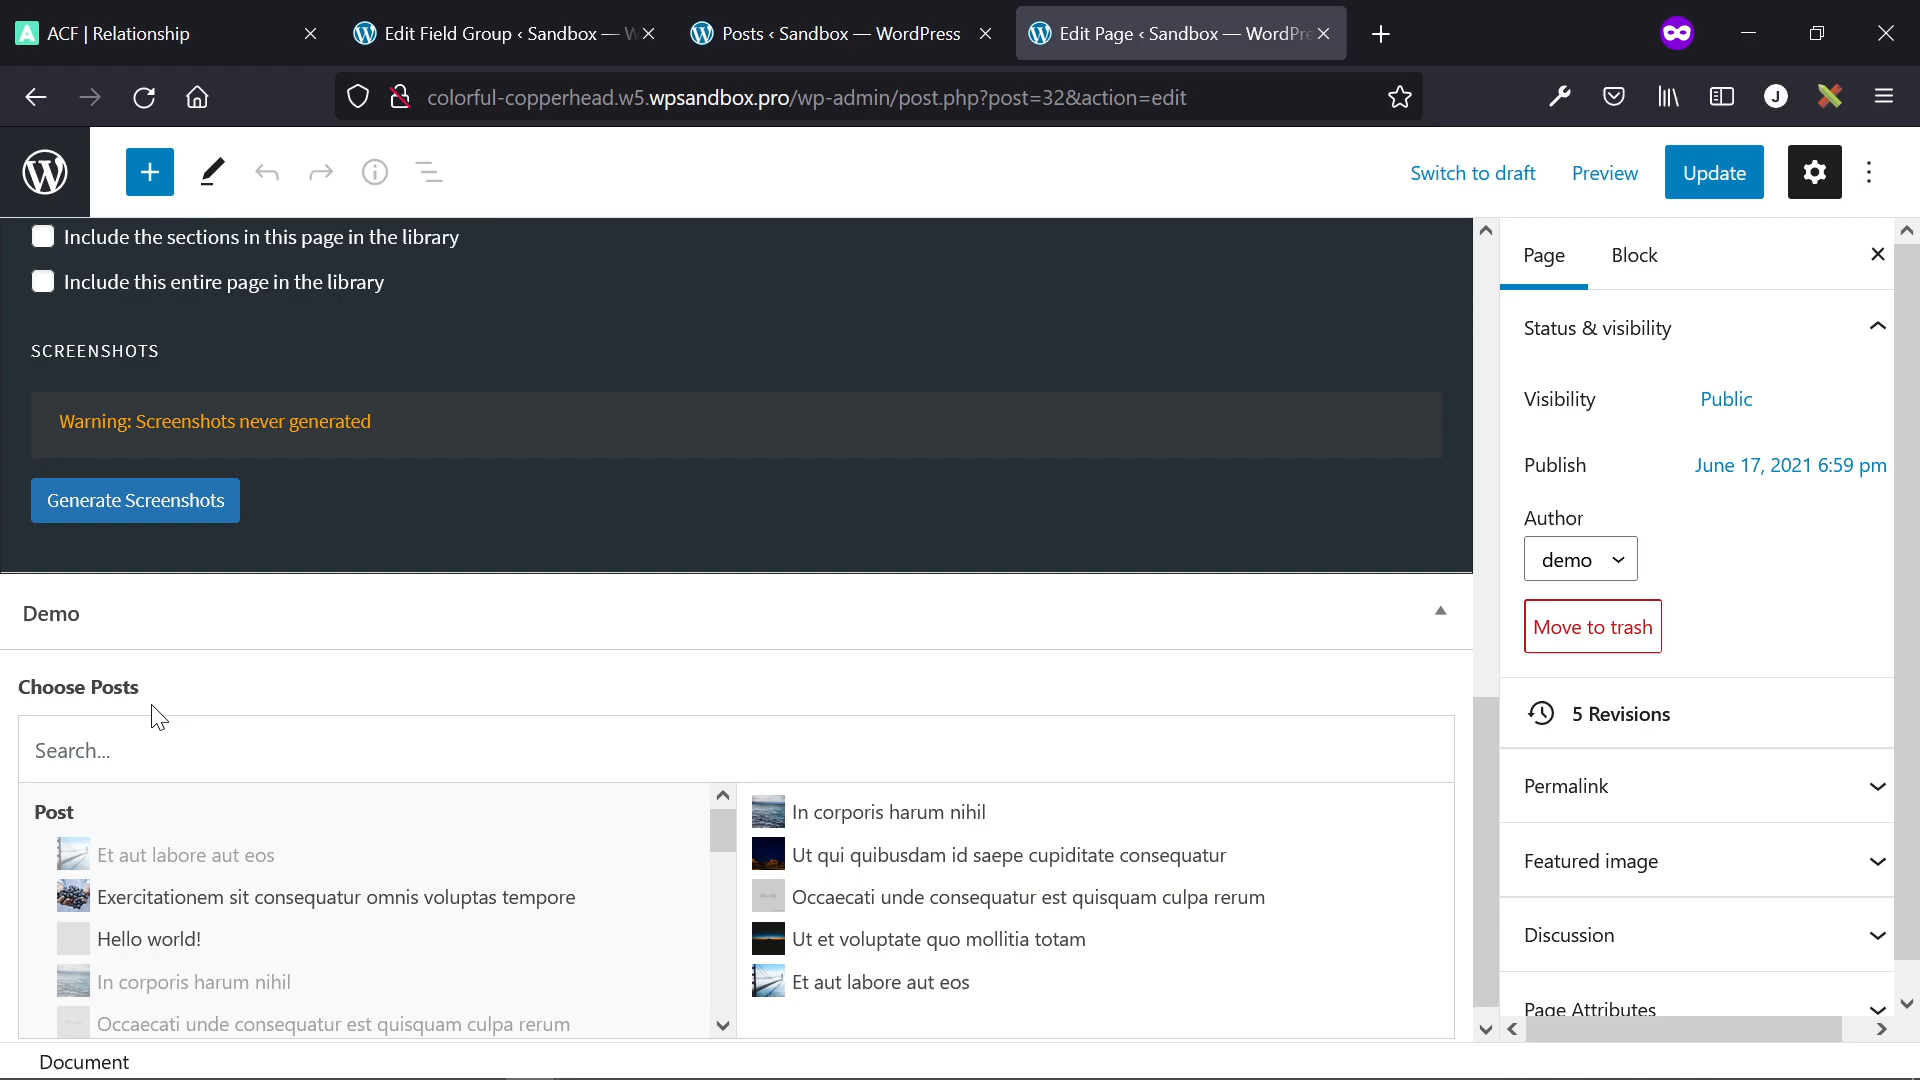 ACF | Relationship
Edit Field Group ‹ Sandbox — W
Posts ‹ Sandbox — WordPress
Edit Page ‹ Sandbox — WordPre
colorful-copperhead.w5.wpsandbox.pro/wp-admin/post.php?post=32&action=edit
Switch to draft
Preview
Update
Include the sections in this page in the library
Include this entire page in the library
SCREENSHOTS
Warning: Screenshots never generated
Generate Screenshots
Demo
Choose Posts
Search...
Post
Et aut labore aut eos
Exercitationem sit consequatur omnis voluptas tempore
Hello world!
In corporis harum nihil
Occaecati unde consequatur est quisquam culpa rerum
In corporis harum nihil
Ut qui quibusdam id saepe cupiditate consequatur
Occaecati unde consequatur est quisquam culpa rerum
Ut et voluptate quo mollitia totam
Et aut labore aut eos
Document
Page
Block
Status & visibility
Visibility
Public
Publish
June 17, 2021 6:59 pm
Author
demo
Move to trash
5 Revisions
Permalink
Featured image
Discussion
Page Attributes